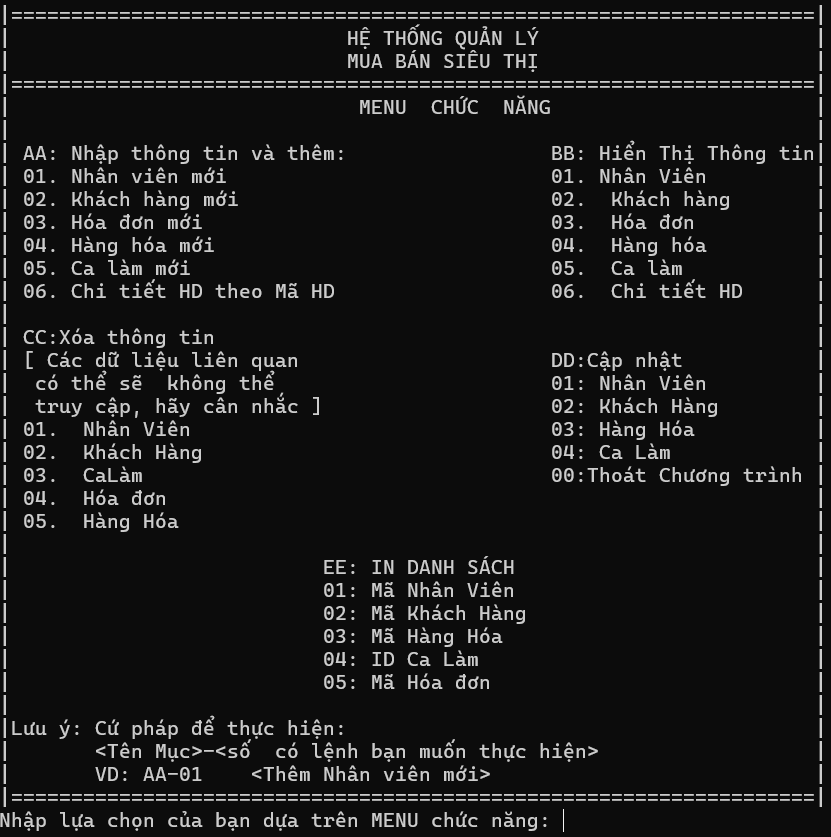 |===================================================================|
HỆ THỐNG QUẢN LÝ
MUA BÁN SIÊU THỊ
|===================================================================|
MENU  CHỨC  NĂNG
AA: Nhập thông tin và thêm:                 BB: Hiển Thị Thông tin
01. Nhân viên mới                           01. Nhân Viên
02. Khách hàng mới                          02.  Khách hàng
03. Hóa đơn mới                             03.  Hóa đơn
04. Hàng hóa mới                            04.  Hàng hóa
05. Ca làm mới                              05.  Ca làm
06. Chi tiết HD theo Mã HD                  06.  Chi tiết HD
CC:Xóa thông tin
[ Các dữ liệu liên quan                     DD:Cập nhật
có thể sẽ  không thể                       01: Nhân Viên
truy cập, hãy cân nhắc ]                   02: Khách Hàng
01.  Nhân Viên                              03: Hàng Hóa
02.  Khách Hàng                             04: Ca Làm
03.  CaLàm                                  00:Thoát Chương trình
04.  Hóa đơn
05.  Hàng Hóa
EE: IN DANH SÁCH
01: Mã Nhân Viên
02: Mã Khách Hàng
03: Mã Hàng Hóa
04: ID Ca Làm
05: Mã Hóa đơn
Lưu ý: Cứ pháp để thực hiện:
<Tên Mục>-<số  có lệnh bạn muốn thực hiện>
VD: AA-01    <Thêm Nhân viên mới>
|===================================================================|
Nhập lựa chọn của bạn dựa trên MENU chức năng: